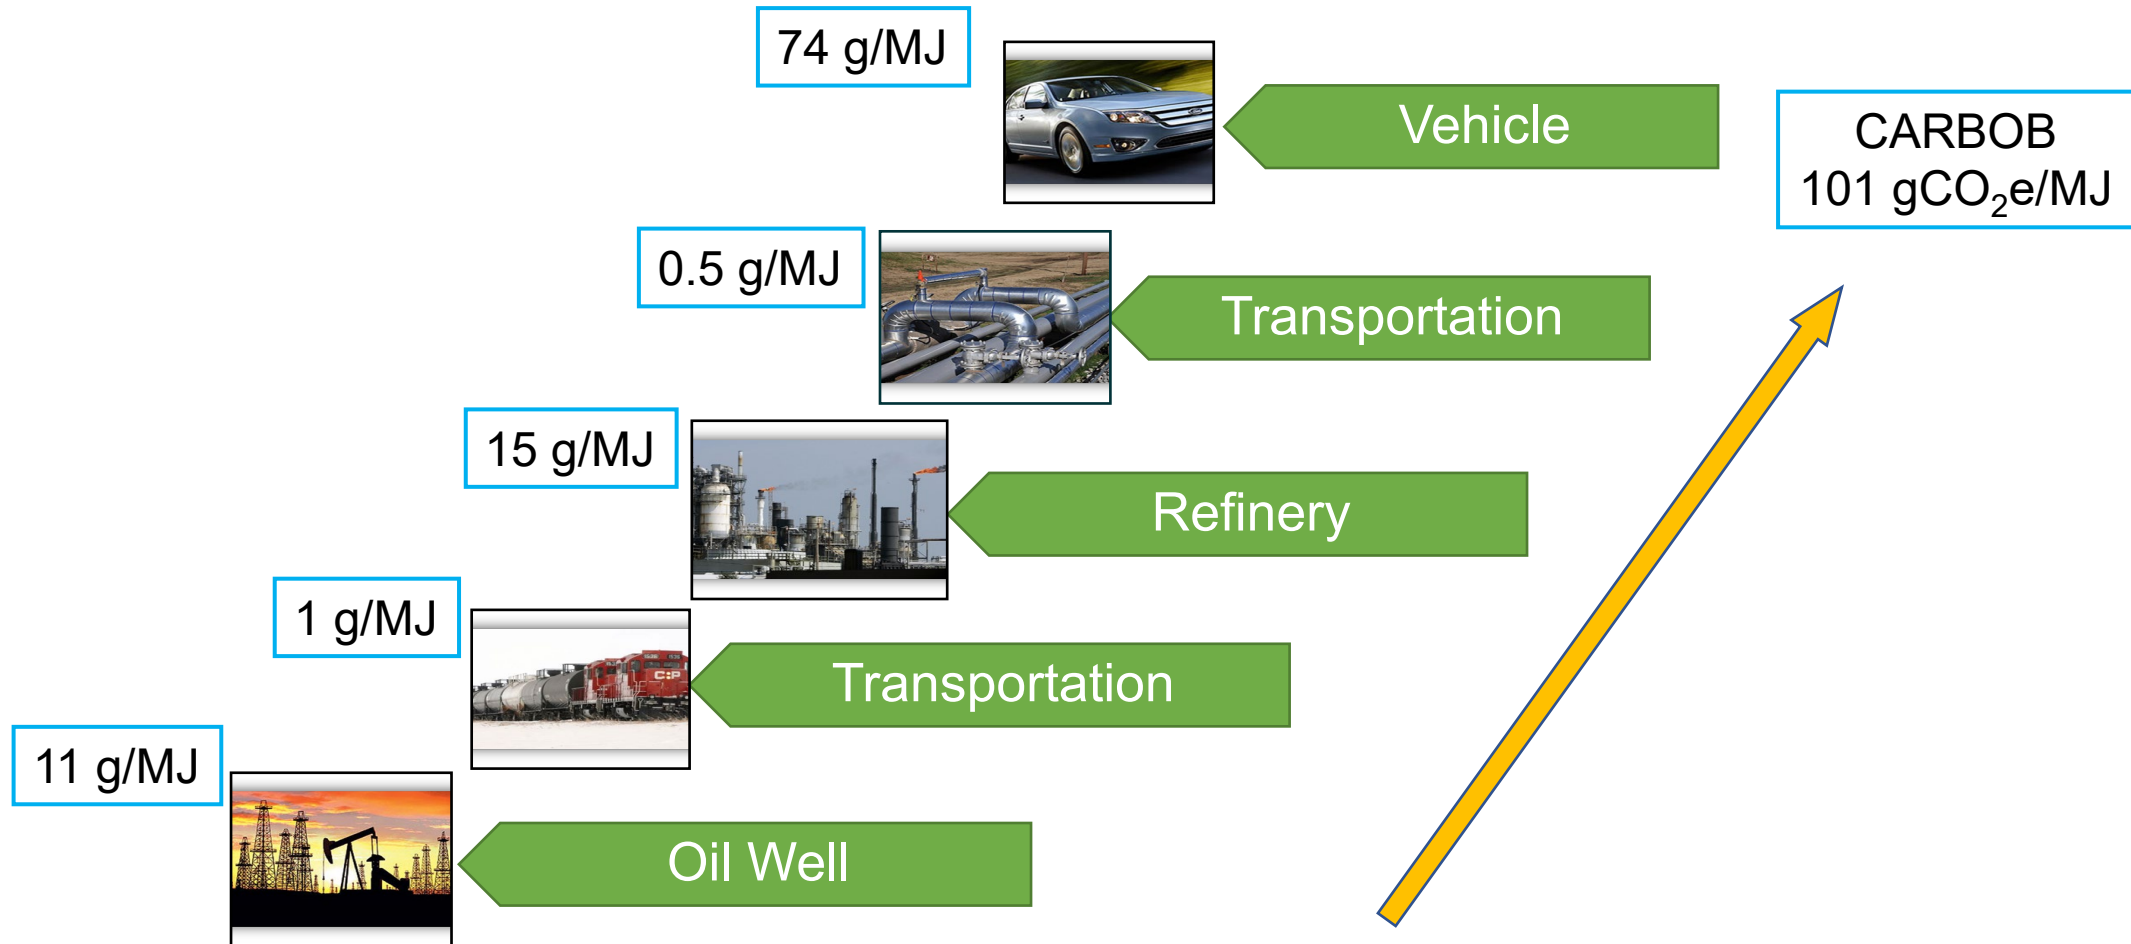 74 g/MJ
Vehicle
CARBOB
101 gCO₂e/MJ
0.5 g/MJ
Transportation
15 g/MJ
Refinery
1 g/MJ
C:P
Transportation
11 g/MJ
Oil Well